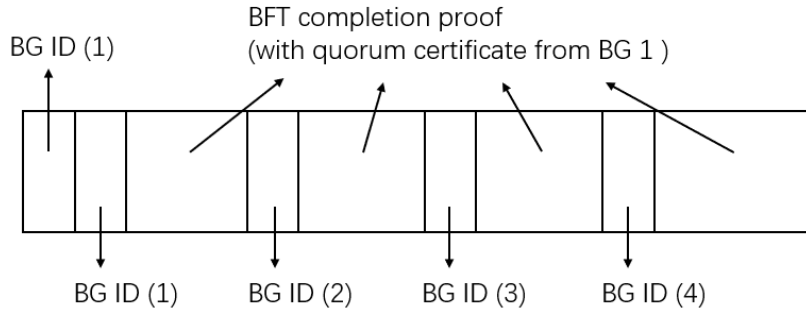 BFT completion proof
(with quorum certificate from BG 1 )
BG ID (1)
BG ID (1)
BG ID (2)
BG ID (3)
BG ID (4)